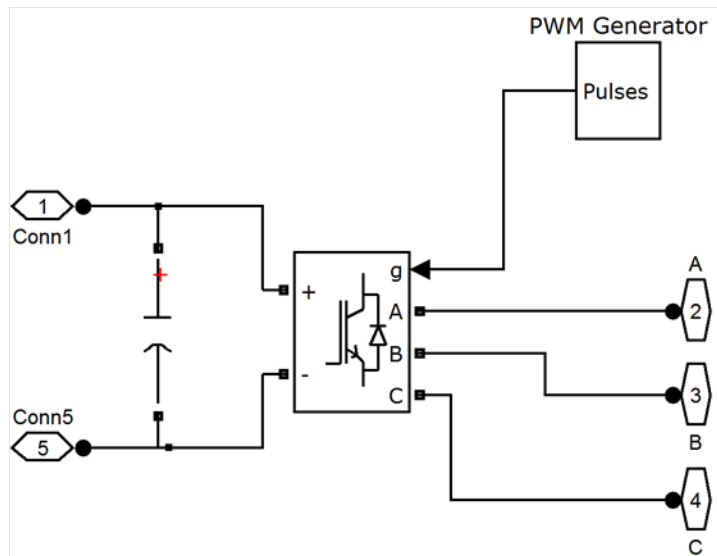 PWM Generator
Pulses
1
Conn1
+
+
-
g
A
B
C
A
2
3
B
4
C
Conn5
5